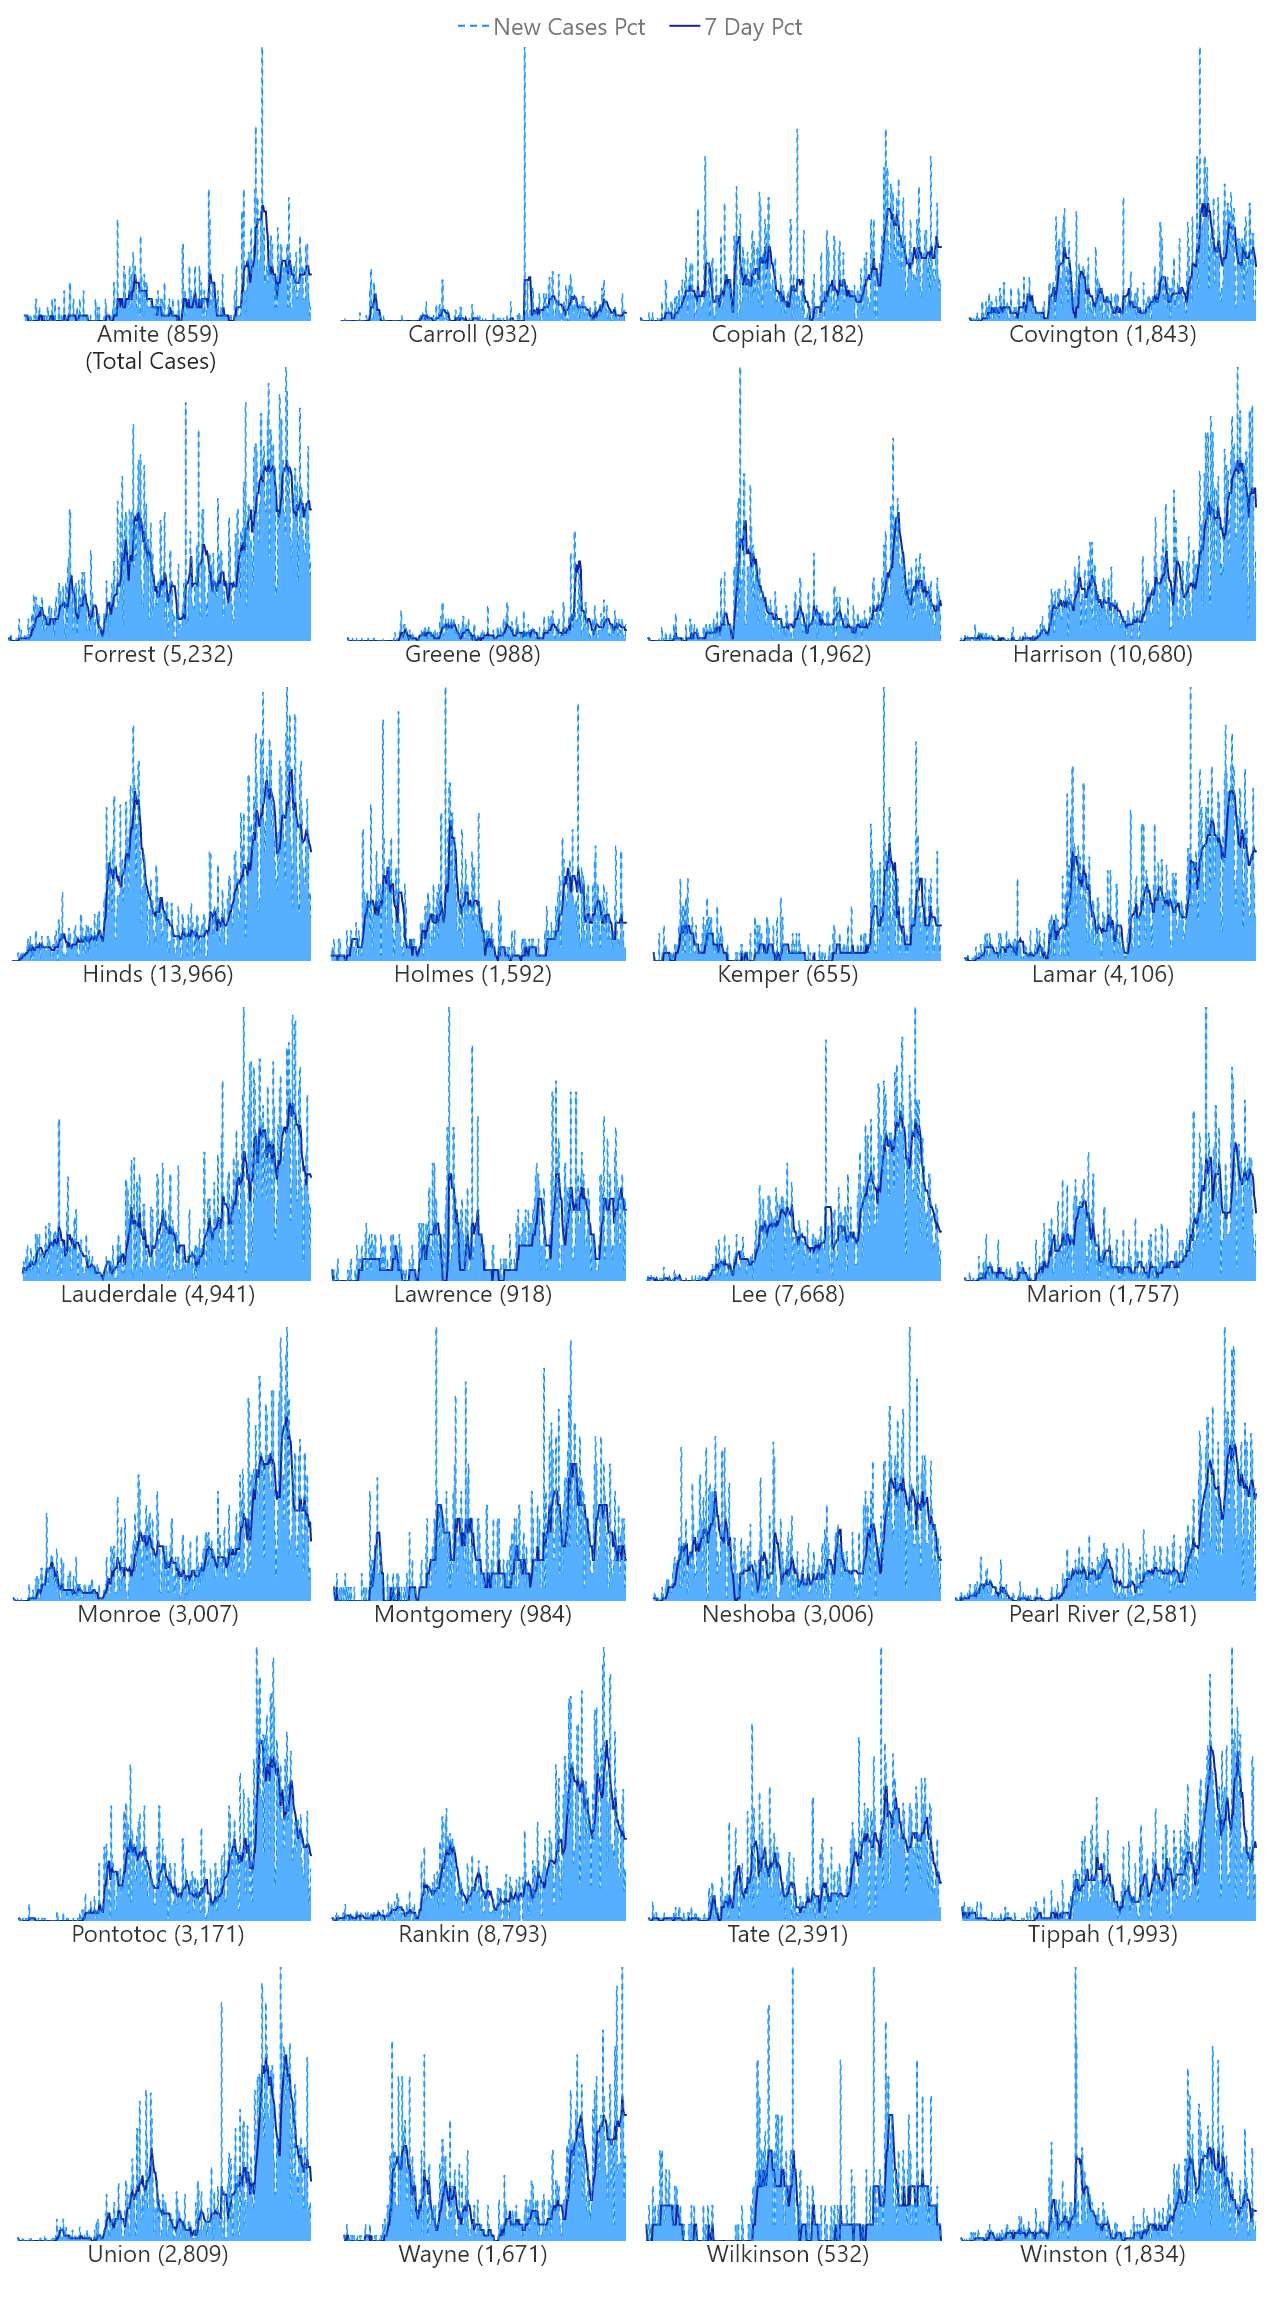 New Cases Pct 7 Day Pct
Amite (859) Carroll (932) Copiah (2,182) Covington (1,843)
(Total Cases)
Forrest (5,232) Greene (988) Grenada (1,962) Harrison (10,680)
Hinds (13,966) Holmes (1,592) Kemper (655) Lamar (4,106)
Lauderdale (4,941) Lawrence (918) Lee (7,668) Marion (1,757)
Monroe (3,007) Montgomery (984) Neshoba (3,006) Pearl River (2,581)
Pontotoc (3,171) Rankin (8,793) Tate (2,391) Tippah (1,993)
Union (2,809) Wayne (1,671) Wilkinson (532) Winston (1,834)